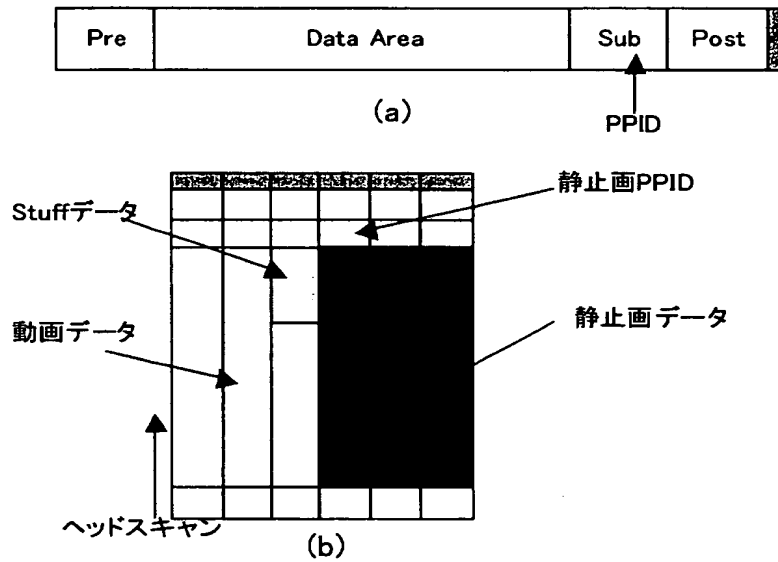 Pre Data Area Sub Post
(a)
PPID
静止画PPID
Stuffデータ
動画データ
静止画データ
ヘッドスキャン
(b)